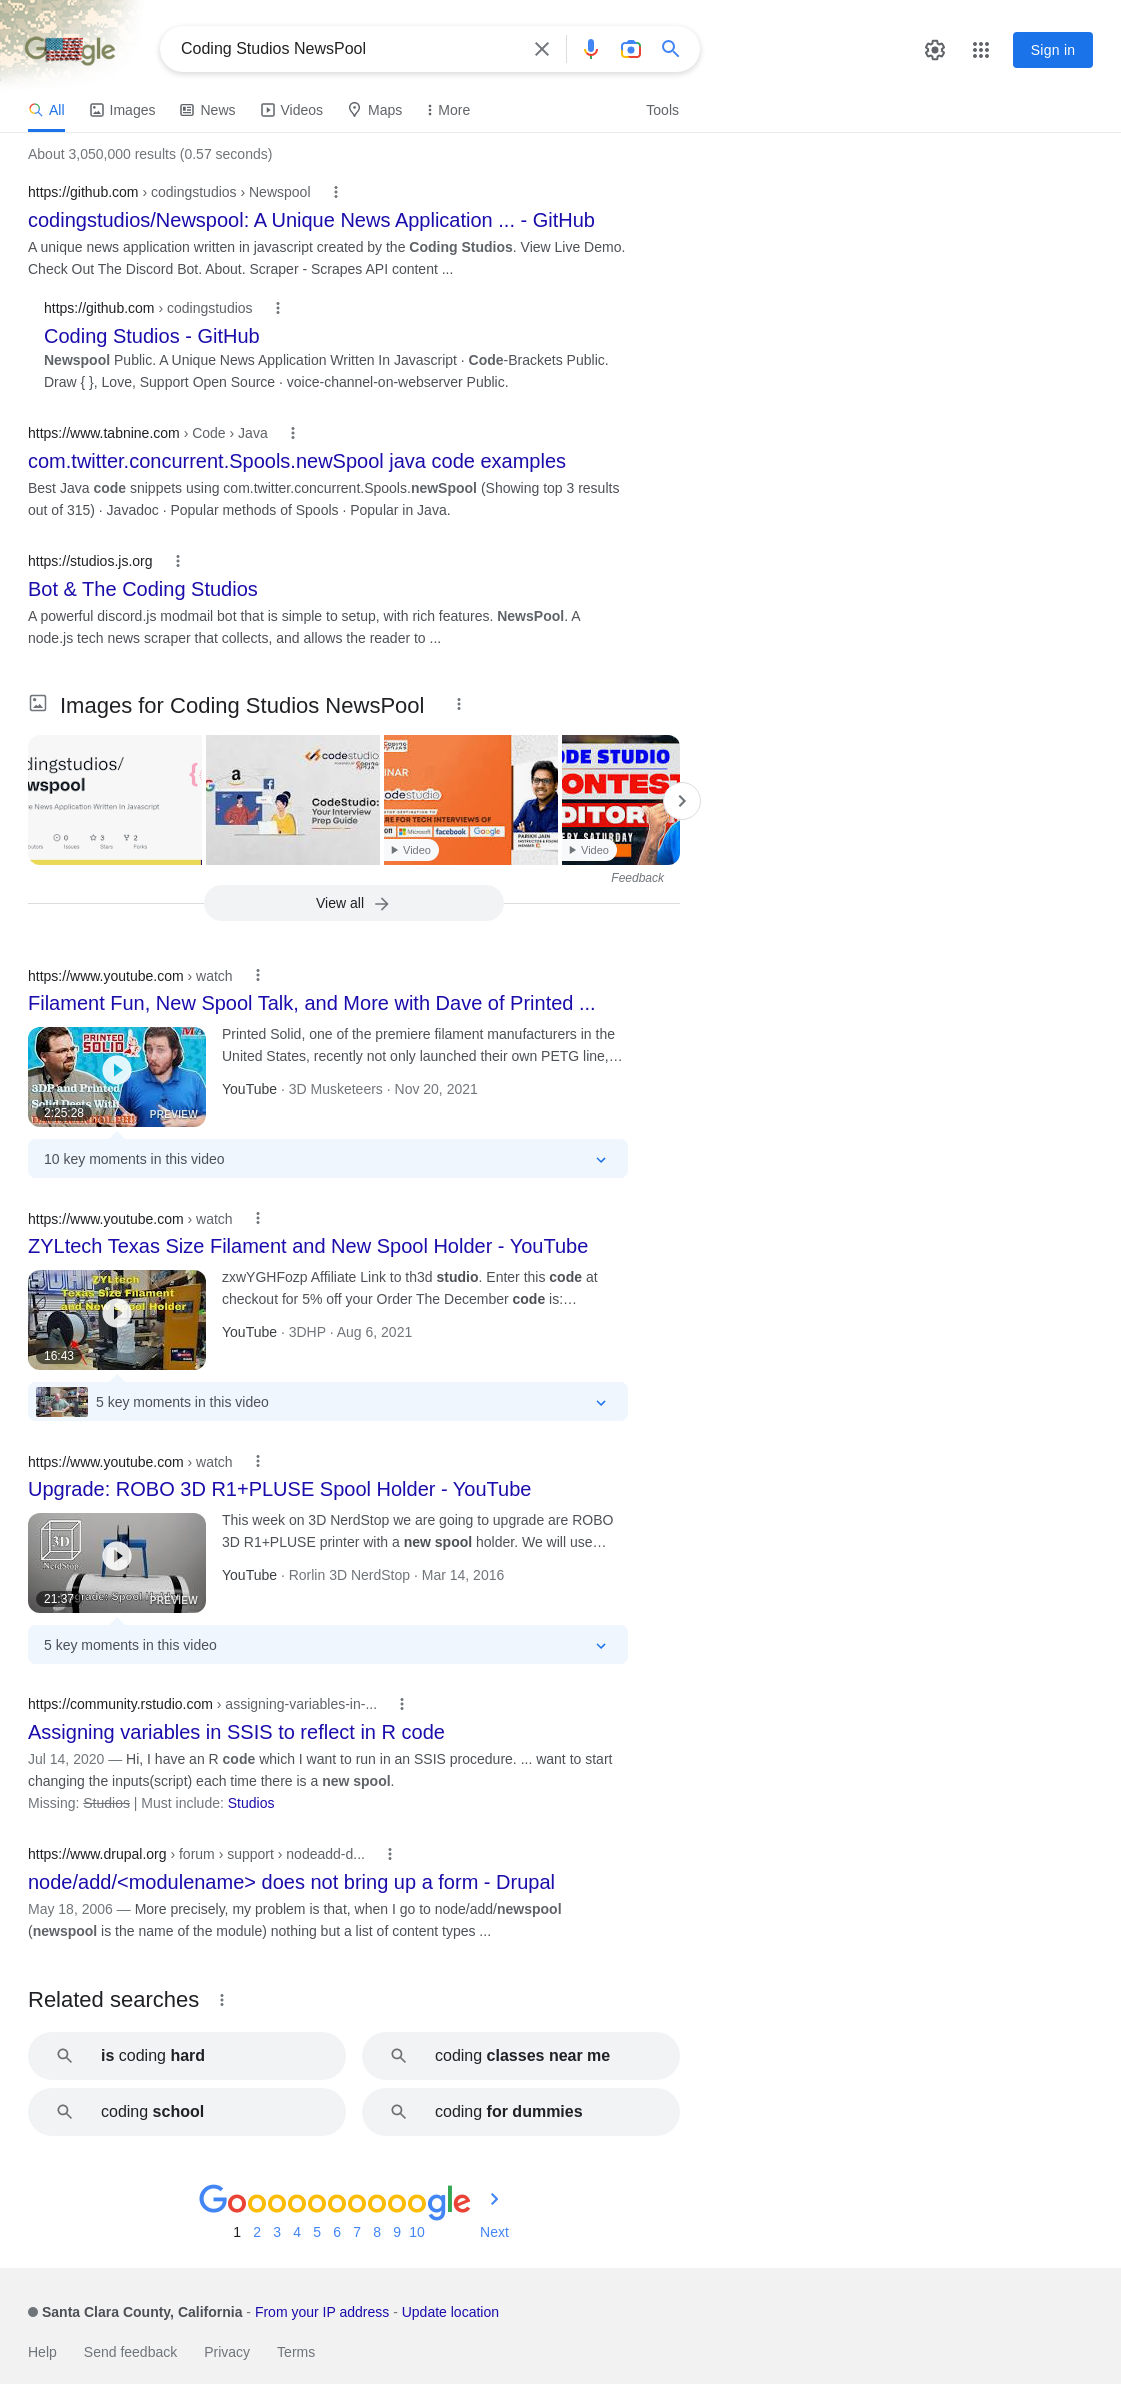 Google
Coding Studios NewsPool
Sign in
All Images News Videos Maps More Tools
About 3,050,000 results (0.57 seconds)
https://github.com › codingstudios › Newspool
codingstudios/Newspool: A Unique News Application ... - GitHub
A unique news application written in javascript created by the Coding Studios. View Live Demo.
Check Out The Discord Bot. About. Scraper - Scrapes API content ...
https://github.com › codingstudios
Coding Studios - GitHub
Newspool Public. A Unique News Application Written In Javascript · Code-Brackets Public.
Draw { }, Love, Support Open Source · voice-channel-on-webserver Public.
https://www.tabnine.com › Code › Java
com.twitter.concurrent.Spools.newSpool java code examples
Best Java code snippets using com.twitter.concurrent.Spools.newSpool (Showing top 3 results
out of 315) · Javadoc · Popular methods of Spools · Popular in Java.
https://studios.js.org
Bot & The Coding Studios
A powerful discord.js modmail bot that is simple to setup, with rich features. NewsPool. A
node.js tech news scraper that collects, and allows the reader to ...
Images for Coding Studios NewsPool
dingstudios/
wspool
e News Application Written In Javascript
0 3 2
Issues Stars Forks
codestudio
CodeStudio:
Your Interview
Prep Guide
CODING
NINJAS
INAR
odestudio
RE FOR TECH INTERVIEWS OF
on Microsoft facebook Google
PARIKH JAIN
Video
ODE STUDIO
ONTEST
DITOR
ERY SATURDAY
Video
Feedback
View all
https://www.youtube.com › watch
Filament Fun, New Spool Talk, and More with Dave of Printed ...
PRINTED
SOLID
3DP and Printed
Solid Deets With
2:25:28
PREVIEW
Printed Solid, one of the premiere filament manufacturers in the
United States, recently not only launched their own PETG line,...
YouTube · 3D Musketeers · Nov 20, 2021
10 key moments in this video
https://www.youtube.com › watch
ZYLtech Texas Size Filament and New Spool Holder - YouTube
ZYLtech
Texas Size Filament
and New Spool Holder
16:43
zxwYGHFozp Affiliate Link to th3d studio. Enter this code at
checkout for 5% off your Order The December code is:...
YouTube · 3DHP · Aug 6, 2021
5 key moments in this video
https://www.youtube.com › watch
Upgrade: ROBO 3D R1+PLUSE Spool Holder - YouTube
3D
NerdStop
grade: Spool Holder
21:37
PREVIEW
This week on 3D NerdStop we are going to upgrade are ROBO
3D R1+PLUSE printer with a new spool holder. We will use...
YouTube · Rorlin 3D NerdStop · Mar 14, 2016
5 key moments in this video
https://community.rstudio.com › assigning-variables-in-...
Assigning variables in SSIS to reflect in R code
Jul 14, 2020 — Hi, I have an R code which I want to run in an SSIS procedure. ... want to start
changing the inputs(script) each time there is a new spool.
Missing: Studios | Must include: Studios
https://www.drupal.org › forum › support › nodeadd-d...
node/add/<modulename> does not bring up a form - Drupal
May 18, 2006 — More precisely, my problem is that, when I go to node/add/newspool
(newspool is the name of the module) nothing but a list of content types ...
Related searches
is coding hard
coding classes near me
coding school
coding for dummies
Goooooooooogle
1 2 3 4 5 6 7 8 9 10 Next
Santa Clara County, California - From your IP address - Update location
Help Send feedback Privacy Terms